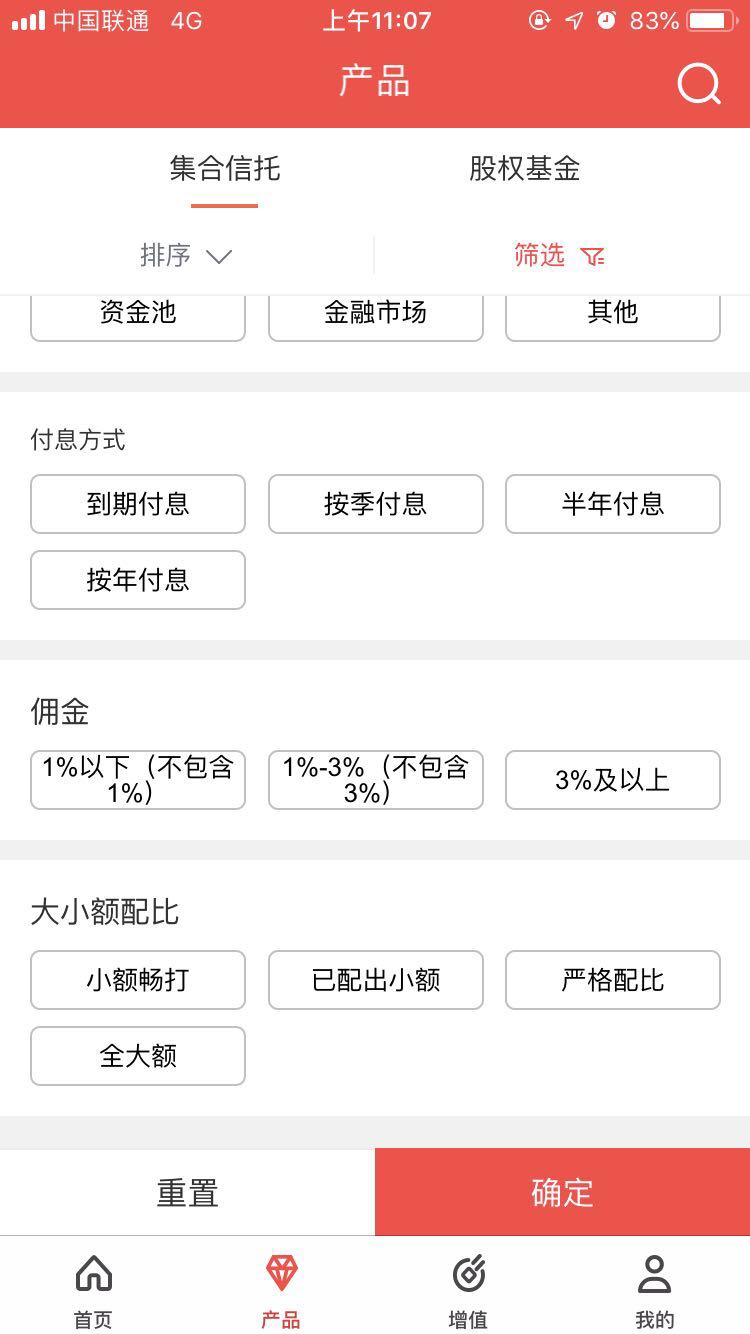 中国联通 4G 上午11:07 83%
产品
集合信托 股权基金
排序 筛选
资金池 金融市场 其他
付息方式
到期付息 按季付息 半年付息
按年付息
佣金
1%以下（不包含 1%-3%（不包含 3%及以上
1%） 3%）
大小额配比
小额畅打 已配出小额 严格配比
全大额
重置 确定
首页 产品 增值 我的